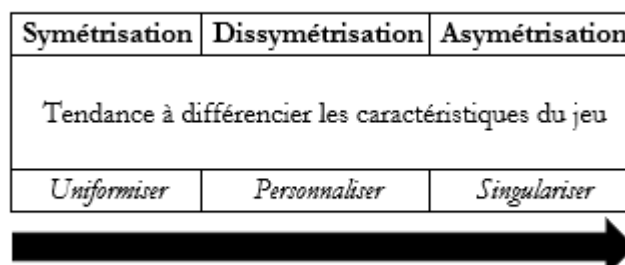 Symétrisation Dissymétrisation Asymétrisation
Tendance à différencier les caractéristiques du jeu
Uniformiser Personnaliser Singulariser